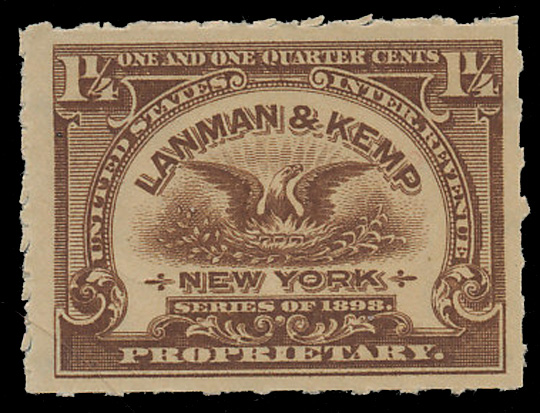 1¼ ONE AND ONE QUARTER CENTS 1¼
UNITED STATES INTER. REVENUE
LANMAN & KEMP
NEW YORK
SERIES OF 1898.
PROPRIETARY.